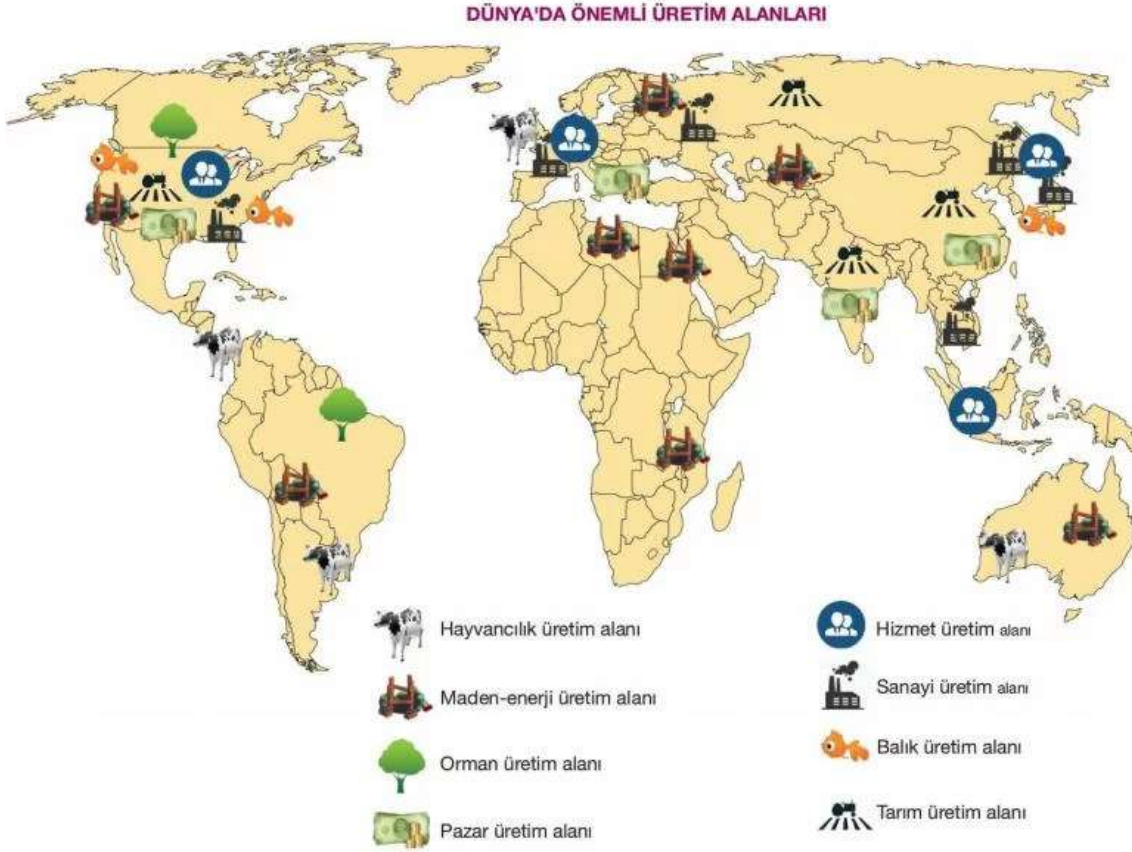 DÜNYA'DA ÖNEMLİ ÜRETİM ALANLARI
Hayvancılık üretim alanı
Maden-enerji üretim alanı
Orman üretim alanı
Pazar üretim alanı
Hizmet üretim alanı
Sanayi üretim alanı
Balık üretim alanı
Tarım üretim alanı